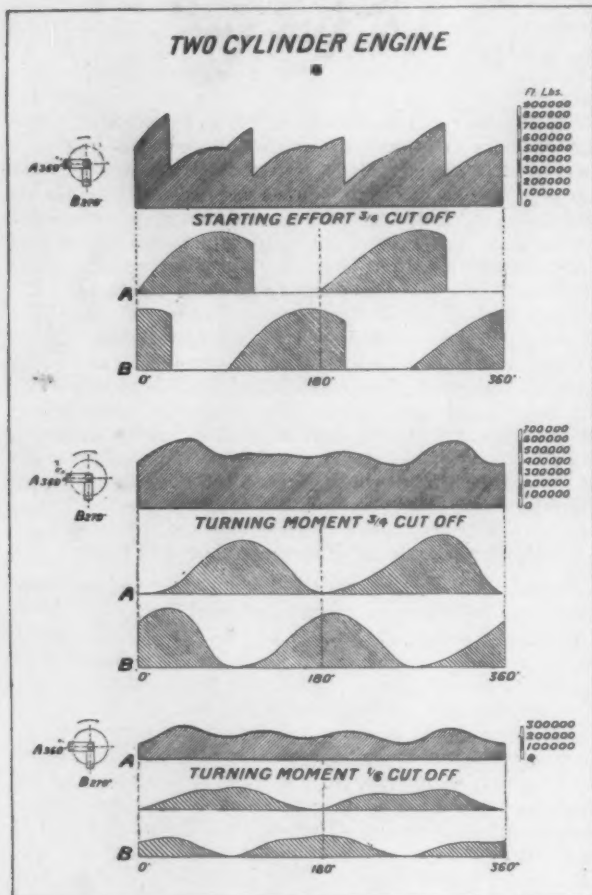 TWO CYLINDER ENGINE
Ft. Lbs.
900000
800000
700000
600000
500000
400000
300000
200000
100000
0
A 360°
B 270°
STARTING EFFORT 3/4 CUT OFF
A
B
0° 180° 360°
700000
600000
500000
400000
300000
200000
100000
0
A 360°
B 270°
TURNING MOMENT 3/4 CUT OFF
A
B
0° 180° 360°
300000
200000
100000
0
A 360°
B 270°
A
TURNING MOMENT 1/6 CUT OFF
B
0° 180° 360°